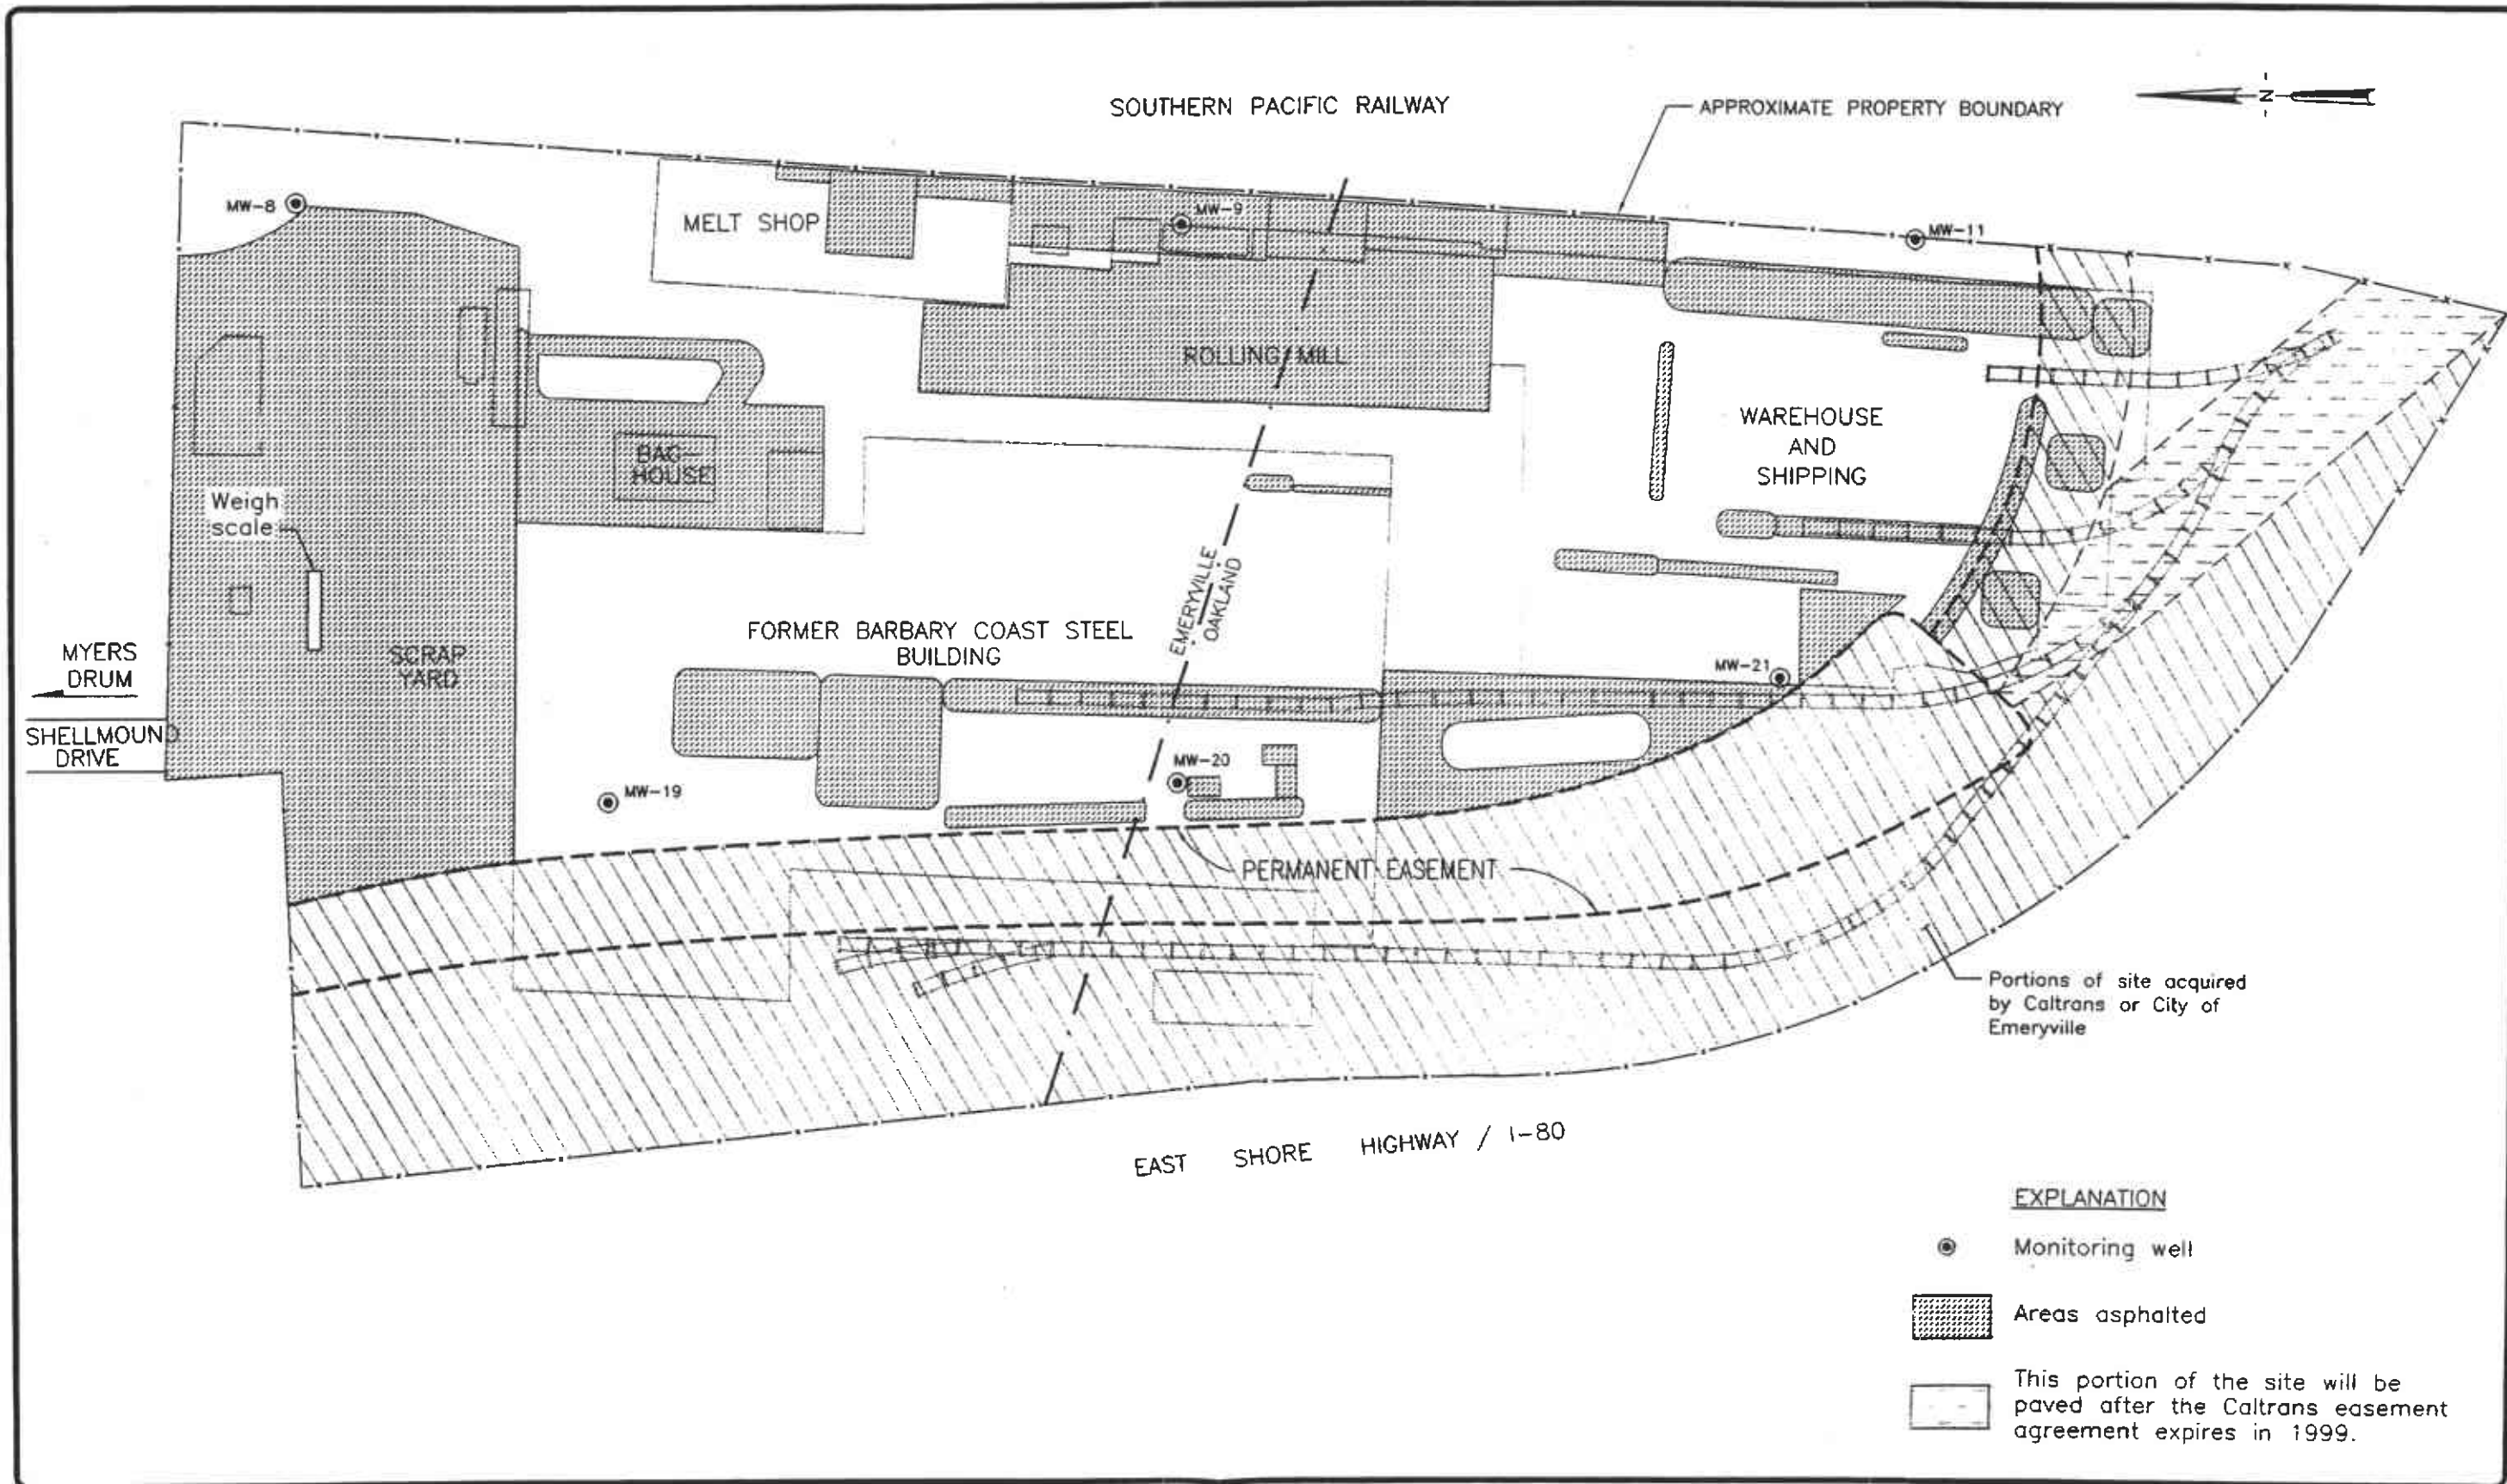 SOUTHERN PACIFIC RAILWAY
APPROXIMATE PROPERTY BOUNDARY
N
MW-8
MELT SHOP
MW-9
MW-11
ROLLING MILL
WAREHOUSE
AND
SHIPPING
BAG-
HOUSE
Weigh
scale
EMERYVILLE
OAKLAND
FORMER BARBARY COAST STEEL
BUILDING
MYERS
DRUM
SCRAP
YARD
MW-21
SHELLMOUND
DRIVE
MW-20
MW-19
PERMANENT EASEMENT
Portions of site acquired
by Caltrans or City of
Emeryville
EAST SHORE HIGHWAY / I-80
EXPLANATION
Monitoring well
Areas asphalted
This portion of the site will be
paved after the Caltrans easement
agreement expires in 1999.